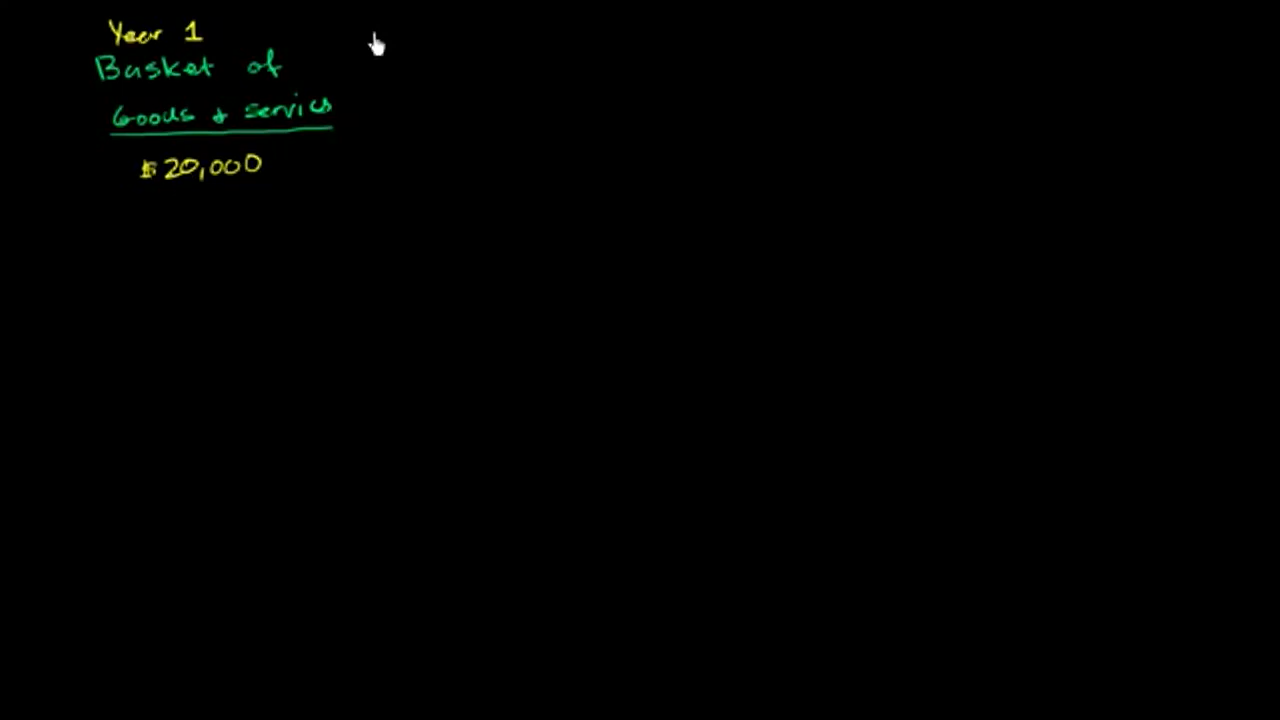 Year 1
Basket of
Goods + Services
$20,000